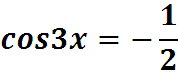 cos3x = -1/2